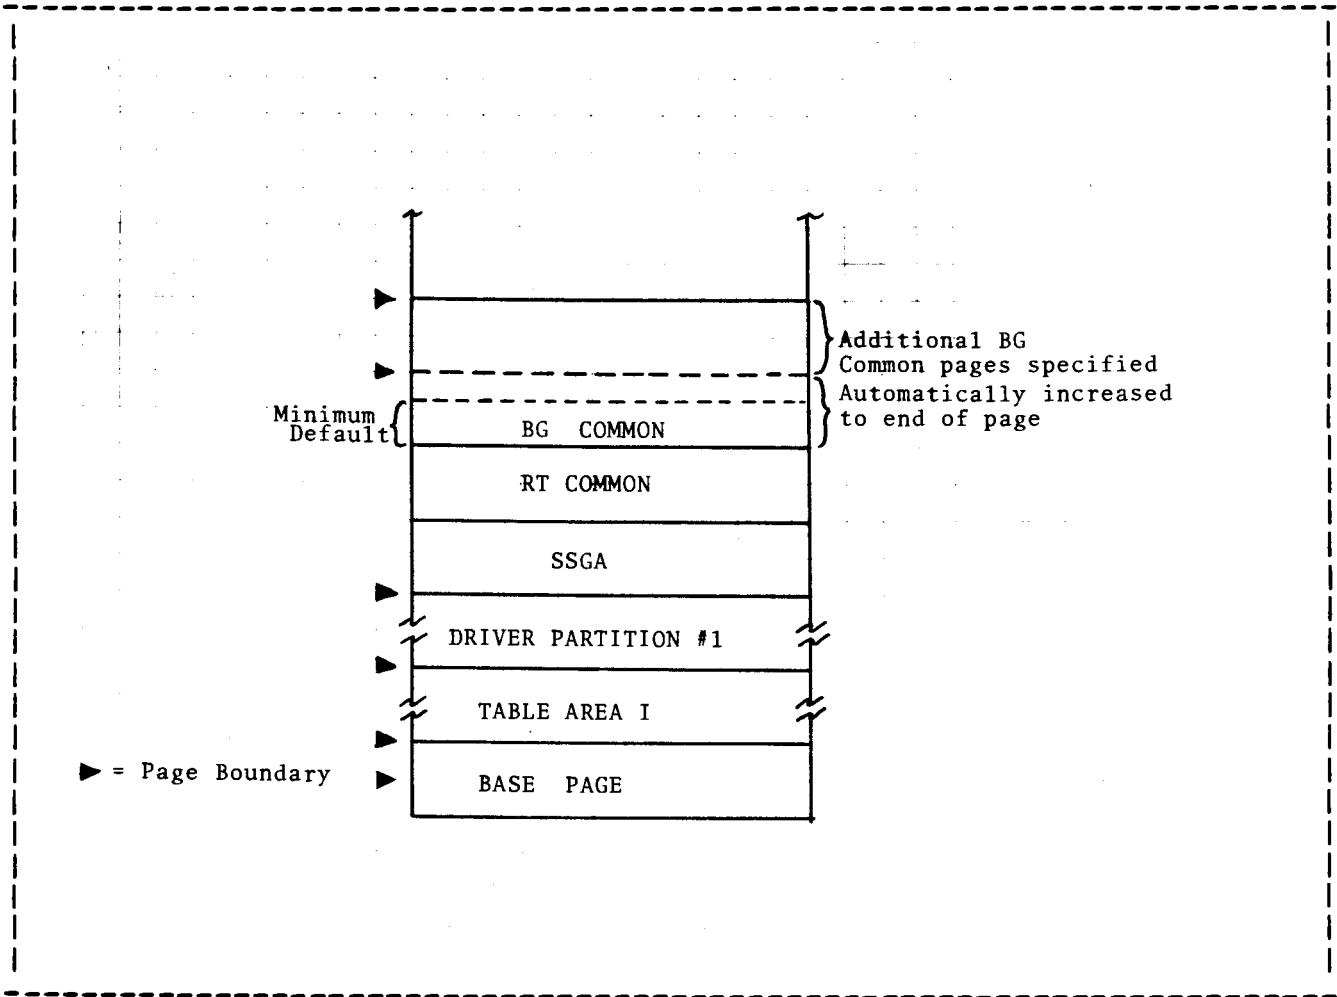 Additional BG
Common pages specified
Automatically increased
to end of page
Minimum
Default
BG COMMON
RT COMMON
SSGA
DRIVER PARTITION #1
TABLE AREA I
= Page Boundary
BASE PAGE